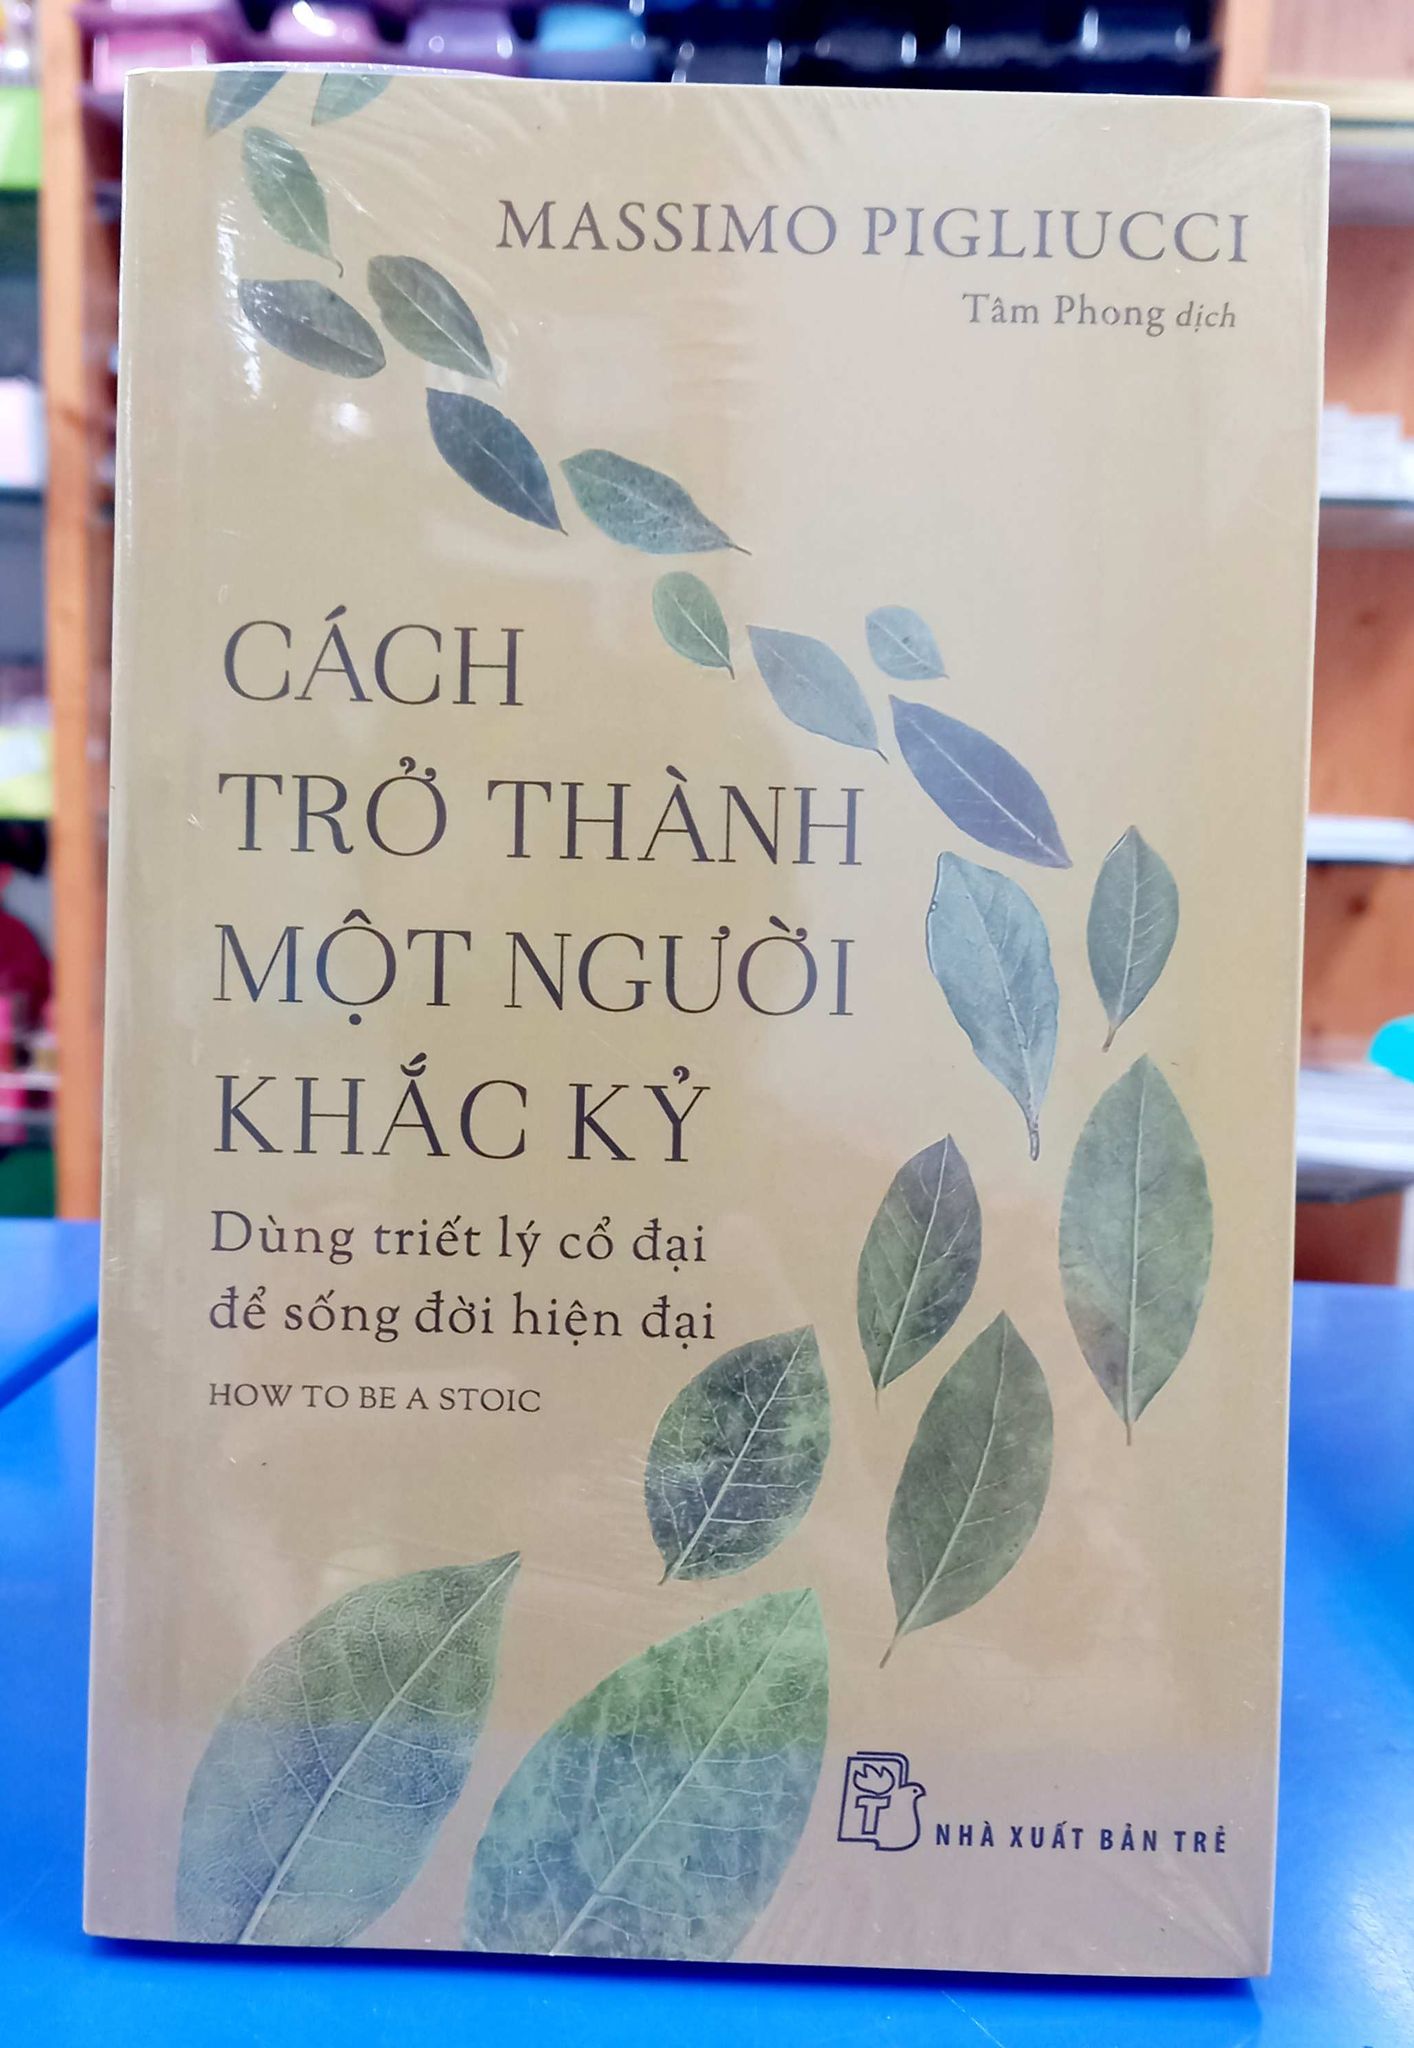 MASSIMO PIGLIUCCI
Tâm Phong dịch
CÁCH
TRỞ THÀNH
MỘT NGƯỜI
KHẮC KỶ
Dùng triết lý cổ đại
để sống đời hiện đại
HOW TO BE A STOIC
T
NHÀ XUẤT BẢN TRẺ